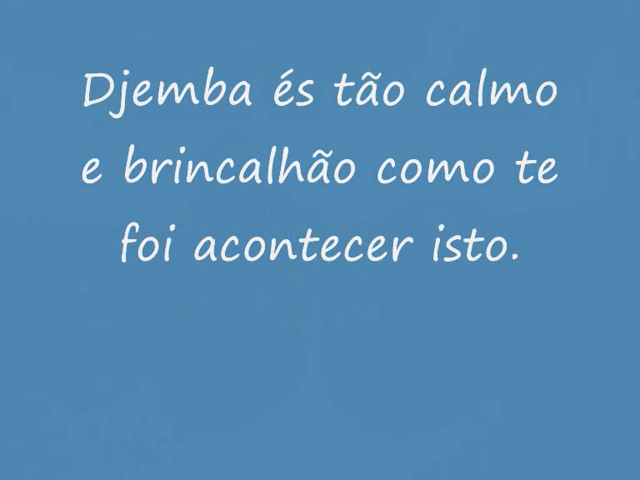 Djemba és tão calmo
e brincalhão como te
foi acontecer isto.